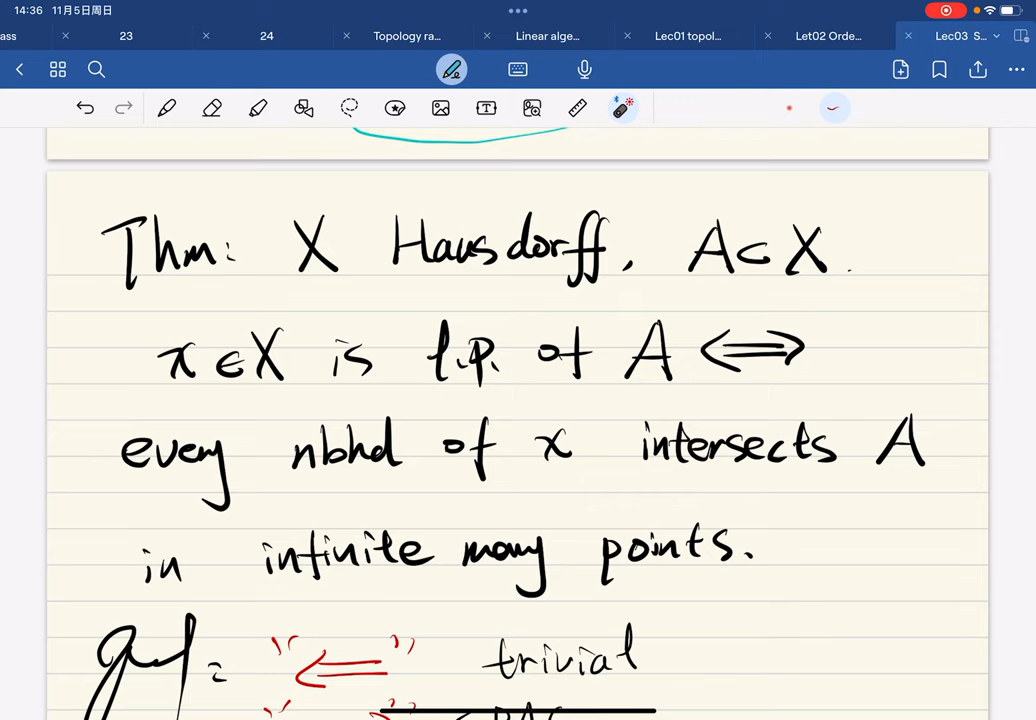 14:36 11月5日周日
ass
23
24
Topology ra...
Linear alge...
Lec01 topol...
Let02 Orde...
Lec03 S...
Thm: X Hausdorff, A⊂X.
x∈X is l.p. of A ⟺
every nbhd of x intersects A
in infinite many points.
"⟸" trivial